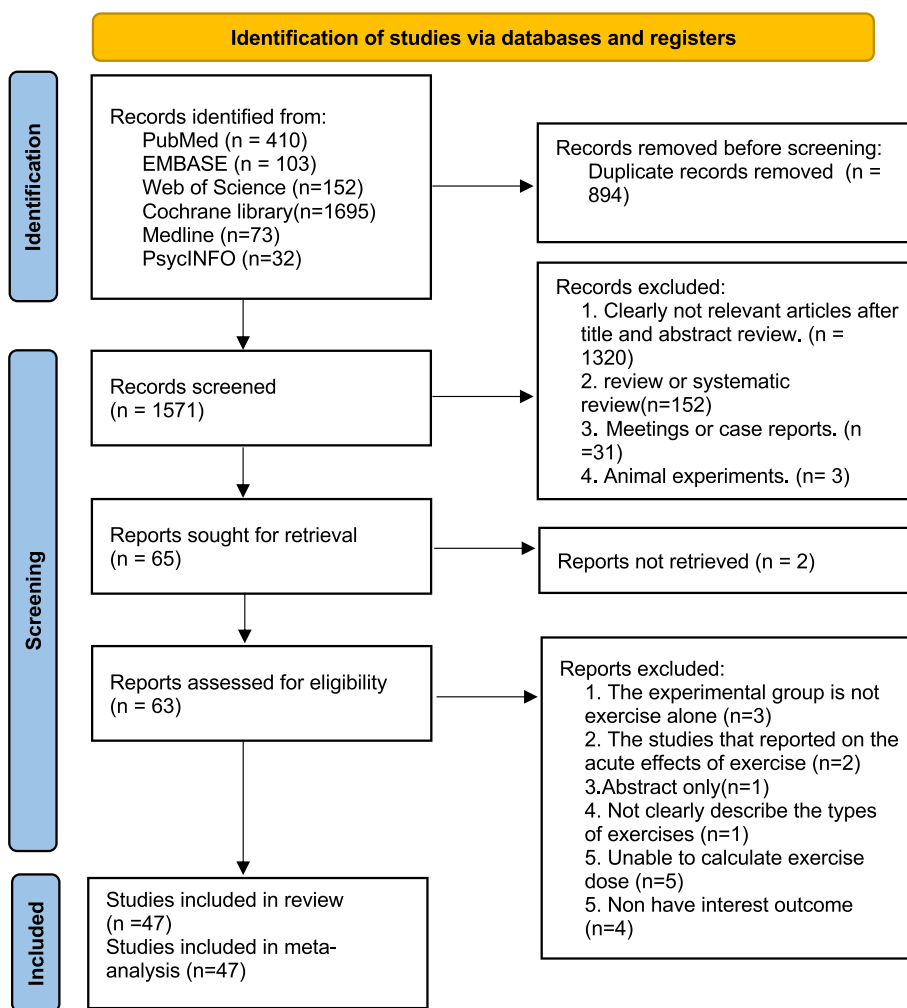 Identification of studies via databases and registers
Identification
Records identified from:
PubMed (n = 410)
EMBASE (n = 103)
Web of Science (n=152)
Cochrane library(n=1695)
Medline (n=73)
PsycINFO (n=32)
Records removed before screening:
Duplicate records removed (n =
894)
Screening
Records screened
(n = 1571)
Records excluded:
1. Clearly not relevant articles after
title and abstract review. (n =
1320)
2. review or systematic
review(n=152)
3. Meetings or case reports. (n
=31)
4. Animal experiments. (n= 3)
Reports sought for retrieval
(n = 65)
Reports not retrieved (n = 2)
Reports assessed for eligibility
(n = 63)
Reports excluded:
1. The experimental group is not
exercise alone (n=3)
2. The studies that reported on the
acute effects of exercise (n=2)
3.Abstract only(n=1)
4. Not clearly describe the types
of exercises (n=1)
5. Unable to calculate exercise
dose (n=5)
5. Non have interest outcome
(n=4)
Included
Studies included in review
(n =47)
Studies included in meta-
analysis (n=47)